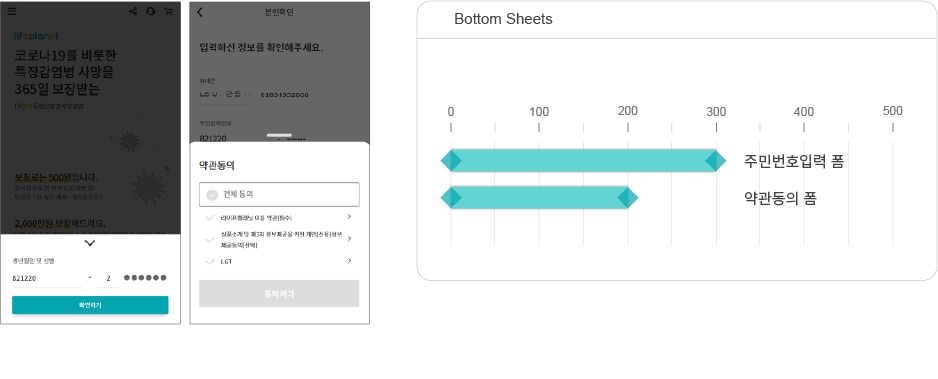 lifeplanet
코로나19를 비롯한
특정감염병 사망을
365일 보장받는
보험료는 500원입니다.
2,000만원 보장해드려요.
생년월일 및 성별
821220 - 2 ●●●●●●
확인하기
본인확인
입력하신 정보를 확인해주세요.
휴대폰
821220
약관동의
전체 동의
라이프플래닛 이용 약관(필수)
상품소개 및 제3자 정보제공을 위한 개인(신용)정보
제공동의(선택)
LGT
동의하기
Bottom Sheets
0 100 200 300 400 500
주민번호입력 폼
약관동의 폼